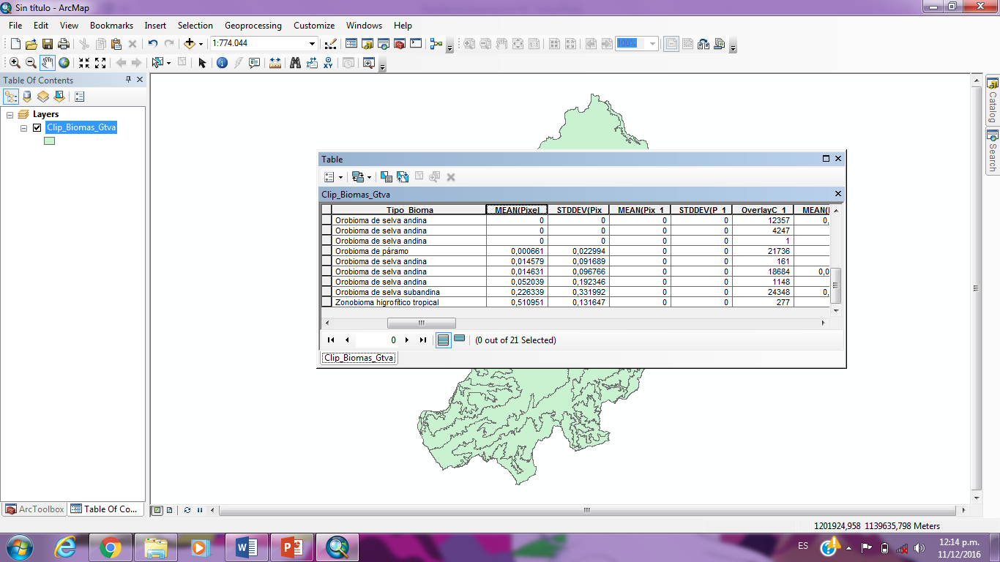 Sin título - ArcMap
File Edit View Bookmarks Insert Selection Geoprocessing Customize Windows Help
1:774.044
100%
Table Of Contents
Layers
Clip_Biomas_Gtva
Table
Clip_Biomas_Gtva
Tipo_Bioma MEAN(Pixel STDDEV(Pix MEAN(Pix_1 STDDEV(P_1 OverlayC_1
Orobioma de selva andina 0 0 0 0 12357 0,
Orobioma de selva andina 0 0 0 0 4247
Orobioma de selva andina 0 0 0 0 1
Orobioma de páramo 0,000661 0,022994 0 0 21736
Orobioma de selva andina 0,014579 0,091689 0 0 161
Orobioma de selva andina 0,014631 0,096766 0 0 18684 0,0
Orobioma de selva andina 0,052039 0,192346 0 0 1148
Orobioma de selva subandina 0,226339 0,331992 0 0 24348 0,
Zonobioma higrofítico tropical 0,510951 0,131647 0 0 277
0 (0 out of 21 Selected)
Clip_Biomas_Gtva
Catalog
Search
ArcToolbox Table Of Co...
1201924,958 1139635,798 Meters
ES
12:14 p.m.
11/12/2016